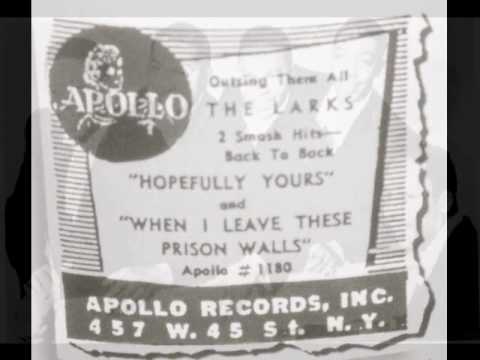 APOLLO
Outsing Them All
THE LARKS
2 Smash Hits—
Back To Back
"HOPEFULLY YOURS"
and
"WHEN I LEAVE THESE
PRISON WALLS"
Apollo # 1180
APOLLO RECORDS, INC.
457 W. 45 St. N.Y.